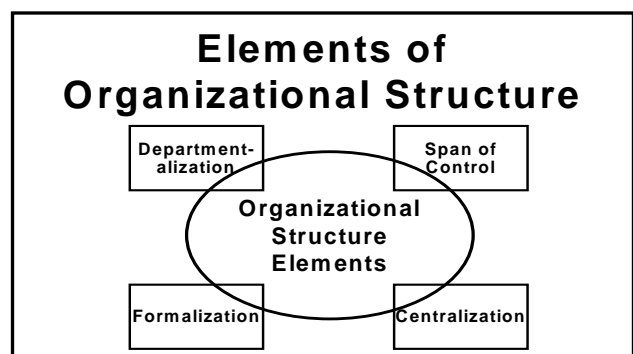 Elements of
Organizational Structure
Department-
alization
Span of
Control
Organizational
Structure
Elements
Formalization
Centralization